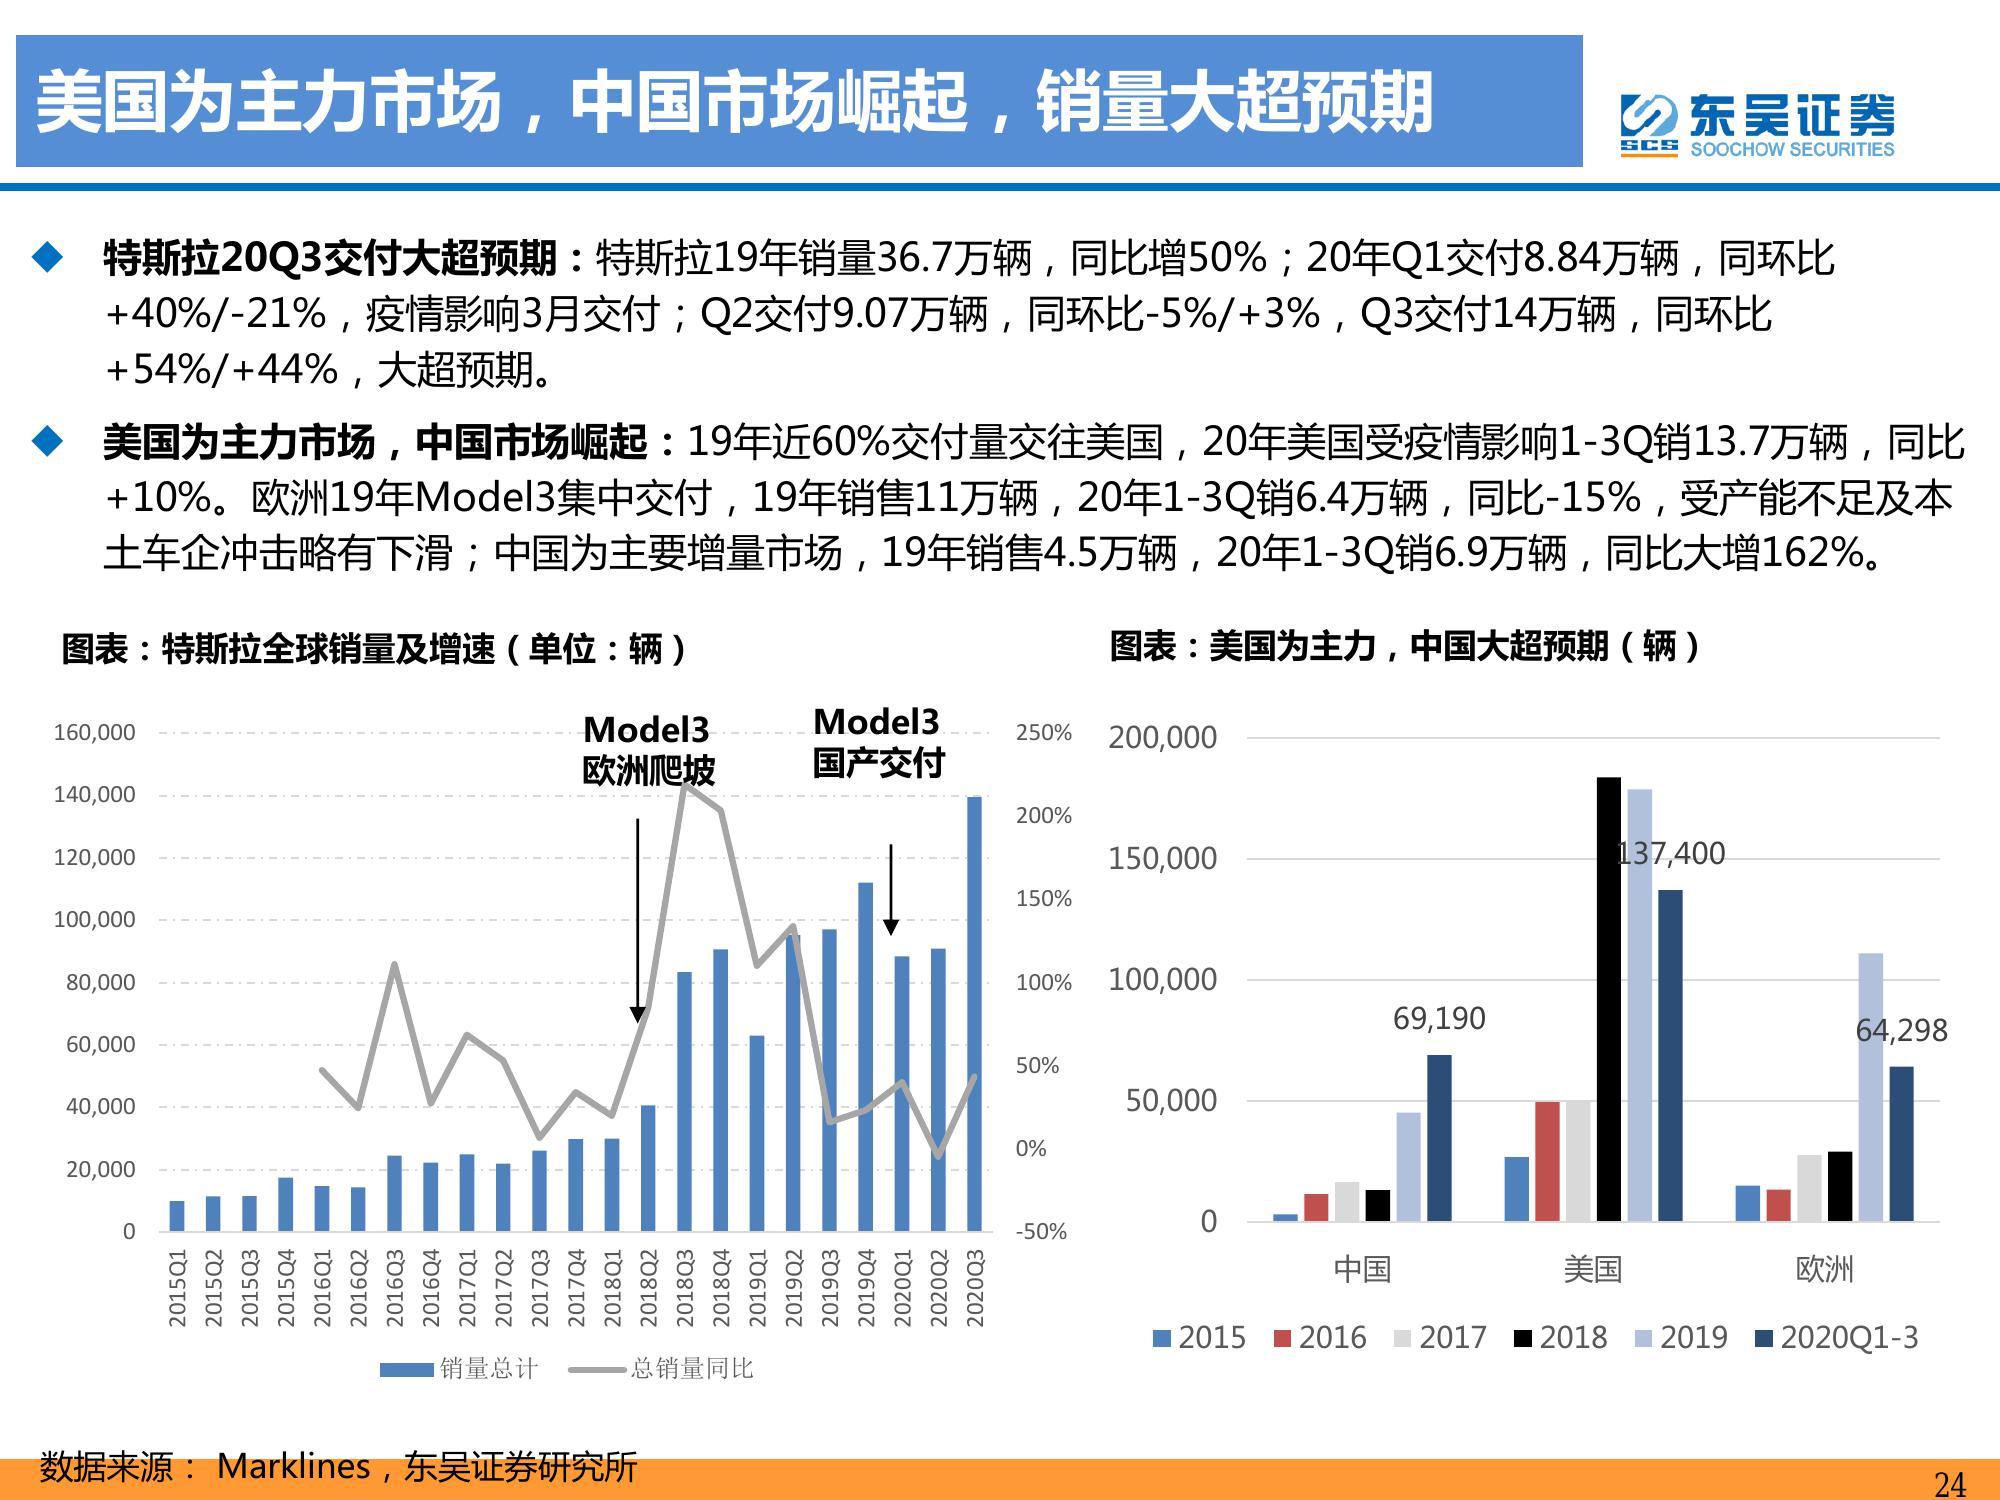 美国为主力市场，中国市场崛起，销量大超预期
东吴证券
SCS
SOOCHOW SECURITIES
特斯拉20Q3交付大超预期：特斯拉19年销量36.7万辆，同比增50%；20年Q1交付8.84万辆，同环比
+40%/-21%，疫情影响3月交付；Q2交付9.07万辆，同环比-5%/+3%，Q3交付14万辆，同环比
+54%/+44%，大超预期。
美国为主力市场，中国市场崛起：19年近60%交付量交往美国，20年美国受疫情影响1-3Q销13.7万辆，同比
+10%。欧洲19年Model3集中交付，19年销售11万辆，20年1-3Q销6.4万辆，同比-15%，受产能不足及本
土车企冲击略有下滑；中国为主要增量市场，19年销售4.5万辆，20年1-3Q销6.9万辆，同比大增162%。
图表：特斯拉全球销量及增速（单位：辆）
Model3
欧洲爬坡
Model3
国产交付
160,000
140,000
120,000
100,000
80,000
60,000
40,000
20,000
0
250%
200%
150%
100%
50%
0%
-50%
2015Q1
2015Q2
2015Q3
2015Q4
2016Q1
2016Q2
2016Q3
2016Q4
2017Q1
2017Q2
2017Q3
2017Q4
2018Q1
2018Q2
2018Q3
2018Q4
2019Q1
2019Q2
2019Q3
2019Q4
2020Q1
2020Q2
2020Q3
销量总计
总销量同比
图表：美国为主力，中国大超预期（辆）
200,000
150,000
100,000
50,000
0
69,190
137,400
64,298
中国
美国
欧洲
2015
2016
2017
2018
2019
2020Q1-3
数据来源： Marklines，东吴证券研究所
24